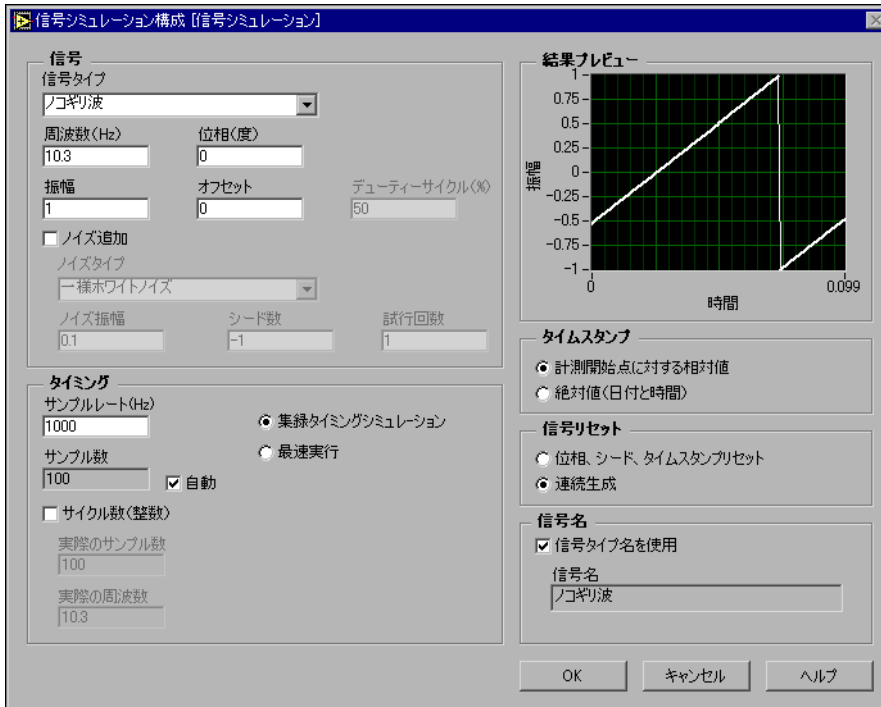 信号シミュレーション構成 [信号シミュレーション]
信号
信号タイプ
ノコギリ波
周波数(Hz)
位相(度)
10.3
0
振幅
オフセット
デューティーサイクル(%)
1
0
50
ノイズ追加
ノイズタイプ
一様ホワイトノイズ
ノイズ振幅
シード数
試行回数
0.1
-1
1
タイミング
サンプルレート(Hz)
1000
集録タイミングシミュレーション
サンプル数
最速実行
100
自動
サイクル数(整数)
実際のサンプル数
100
実際の周波数
10.3
結果プレビュー
1
0.75
0.5
0.25
0
-0.25
-0.5
-0.75
-1
振幅
0
0.099
時間
タイムスタンプ
計測開始点に対する相対値
絶対値(日付と時間)
信号リセット
位相、シード、タイムスタンプリセット
連続生成
信号名
信号タイプ名を使用
信号名
ノコギリ波
OK
キャンセル
ヘルプ